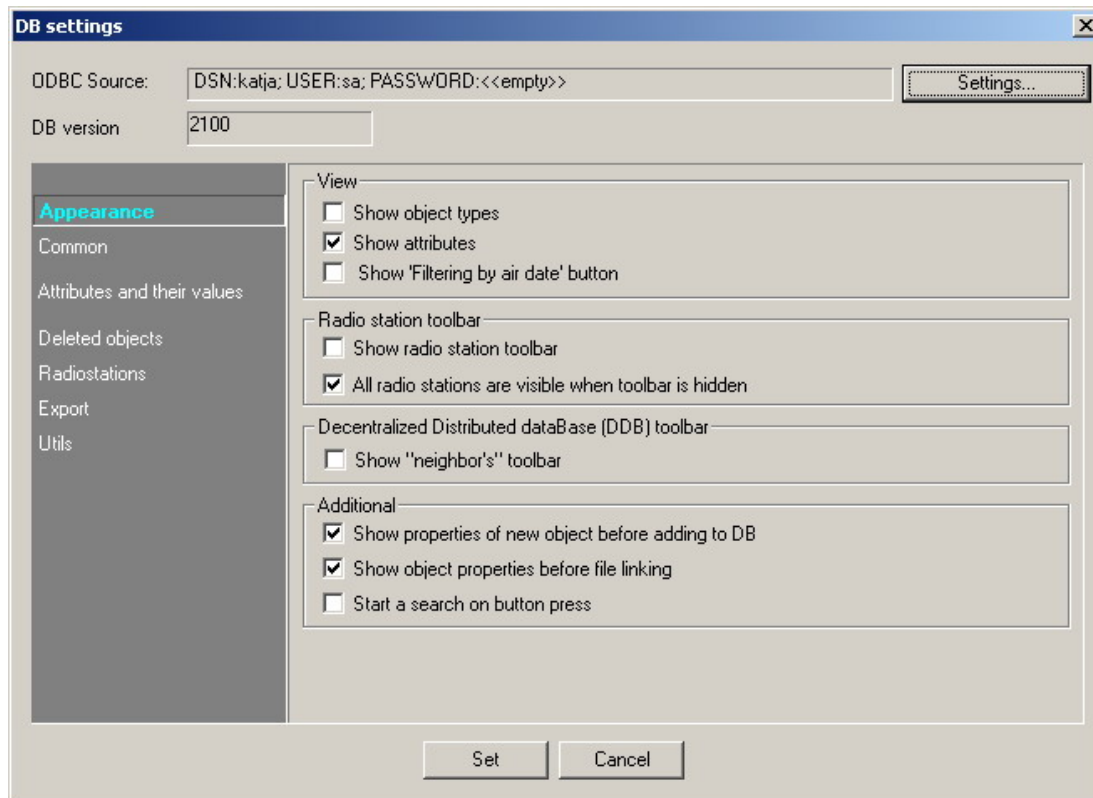 DB settings
ODBC Source: DSN:katja; USER:sa; PASSWORD:<<empty>> Settings...
DB version 2100
Appearance
Common
Attributes and their values
Deleted objects
Radiostations
Export
Utils
View
Show object types
Show attributes
Show 'Filtering by air date' button
Radio station toolbar
Show radio station toolbar
All radio stations are visible when toolbar is hidden
Decentralized Distributed dataBase (DDB) toolbar
Show "neighbor's" toolbar
Additional
Show properties of new object before adding to DB
Show object properties before file linking
Start a search on button press
Set Cancel